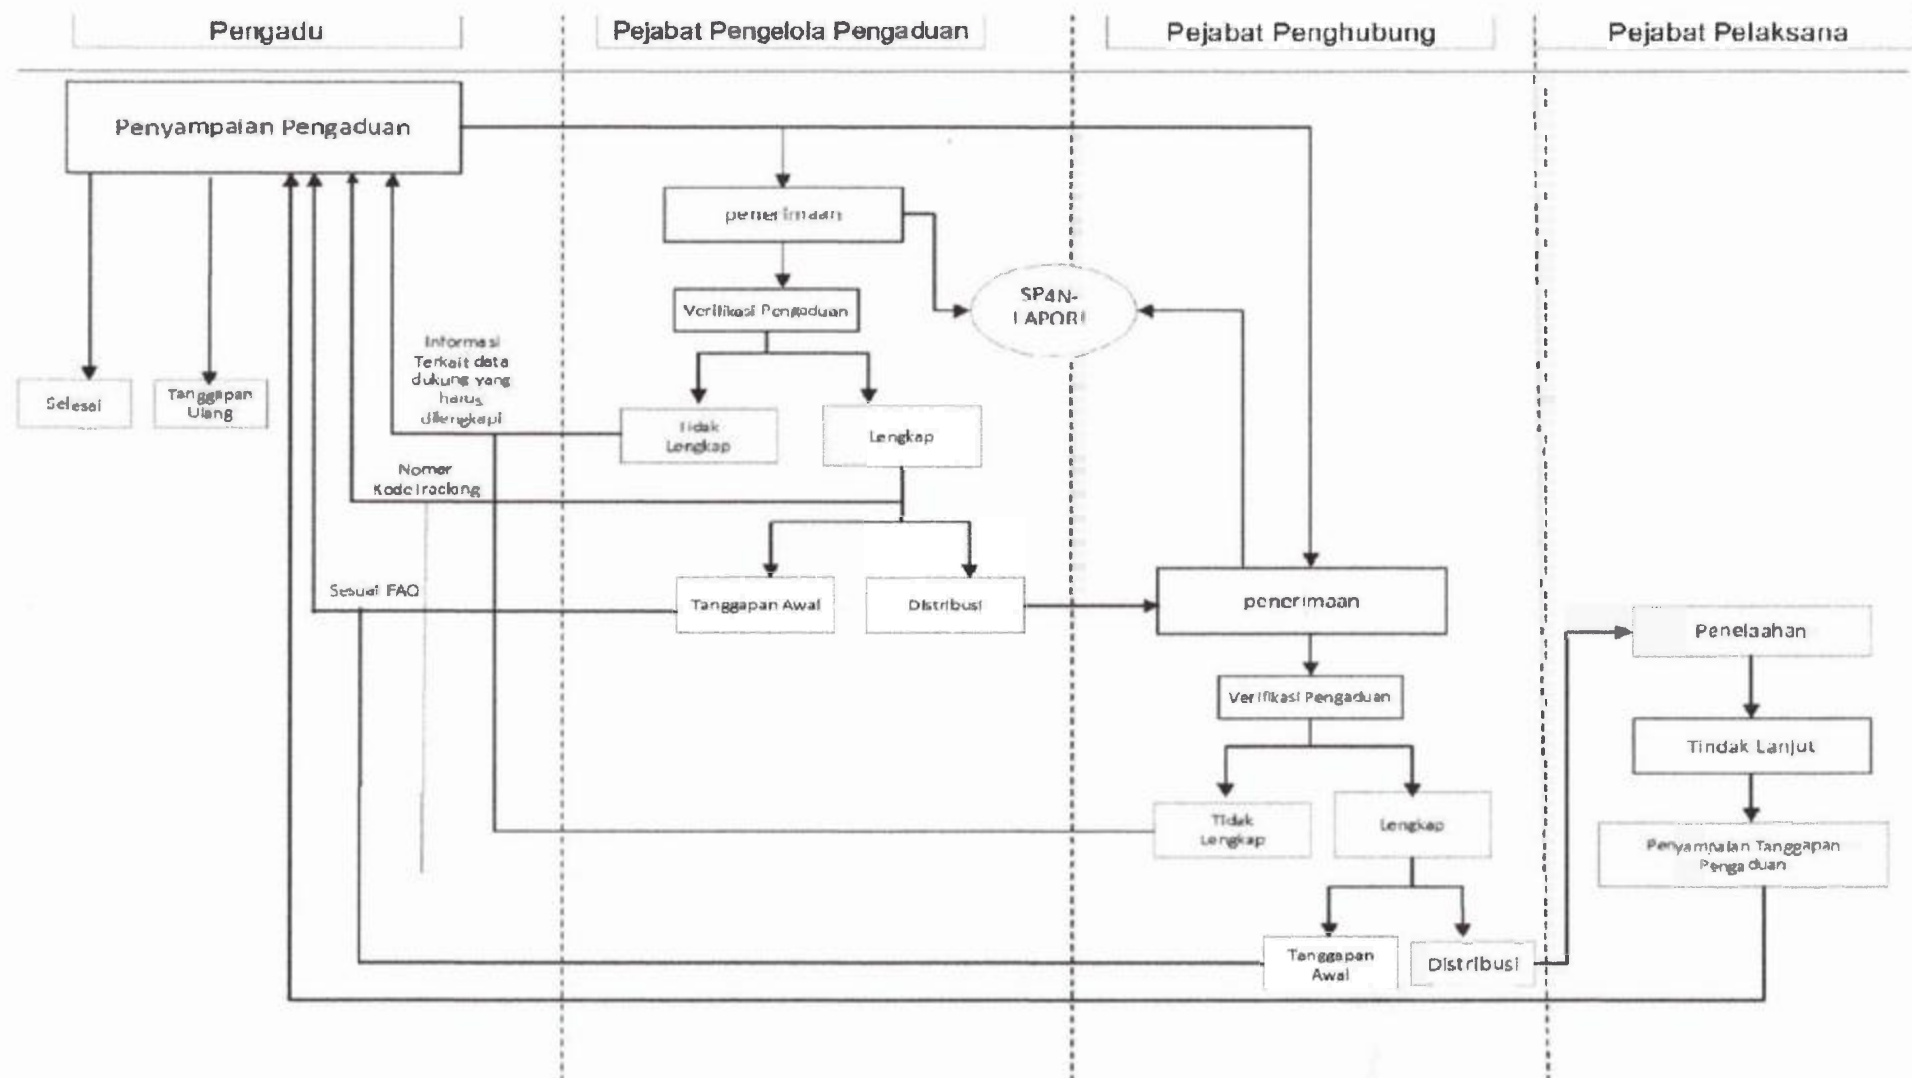 Pengadu
Pejabat Pengelola Pengaduan
Pejabat Penghubung
Pejabat Pelaksana
Penyampaian Pengaduan
penerimaan
Verifikasi Pengaduan
SP4N-
LAPOR!
Informasi
Terkait data
dukung yang
harus
dilengkapi
Selesai
Tanggapan
Ulang
Tidak
Lengkap
Lengkap
Nomer
Kode Tracking
Sesuai FAQ
Tanggapan Awal
Distribusi
penerimaan
Verifikasi Pengaduan
Tidak
Lengkap
Lengkap
Tanggapan
Awal
Distribusi
Penelaahan
Tindak Lanjut
Penyampaian Tanggapan
Pengaduan